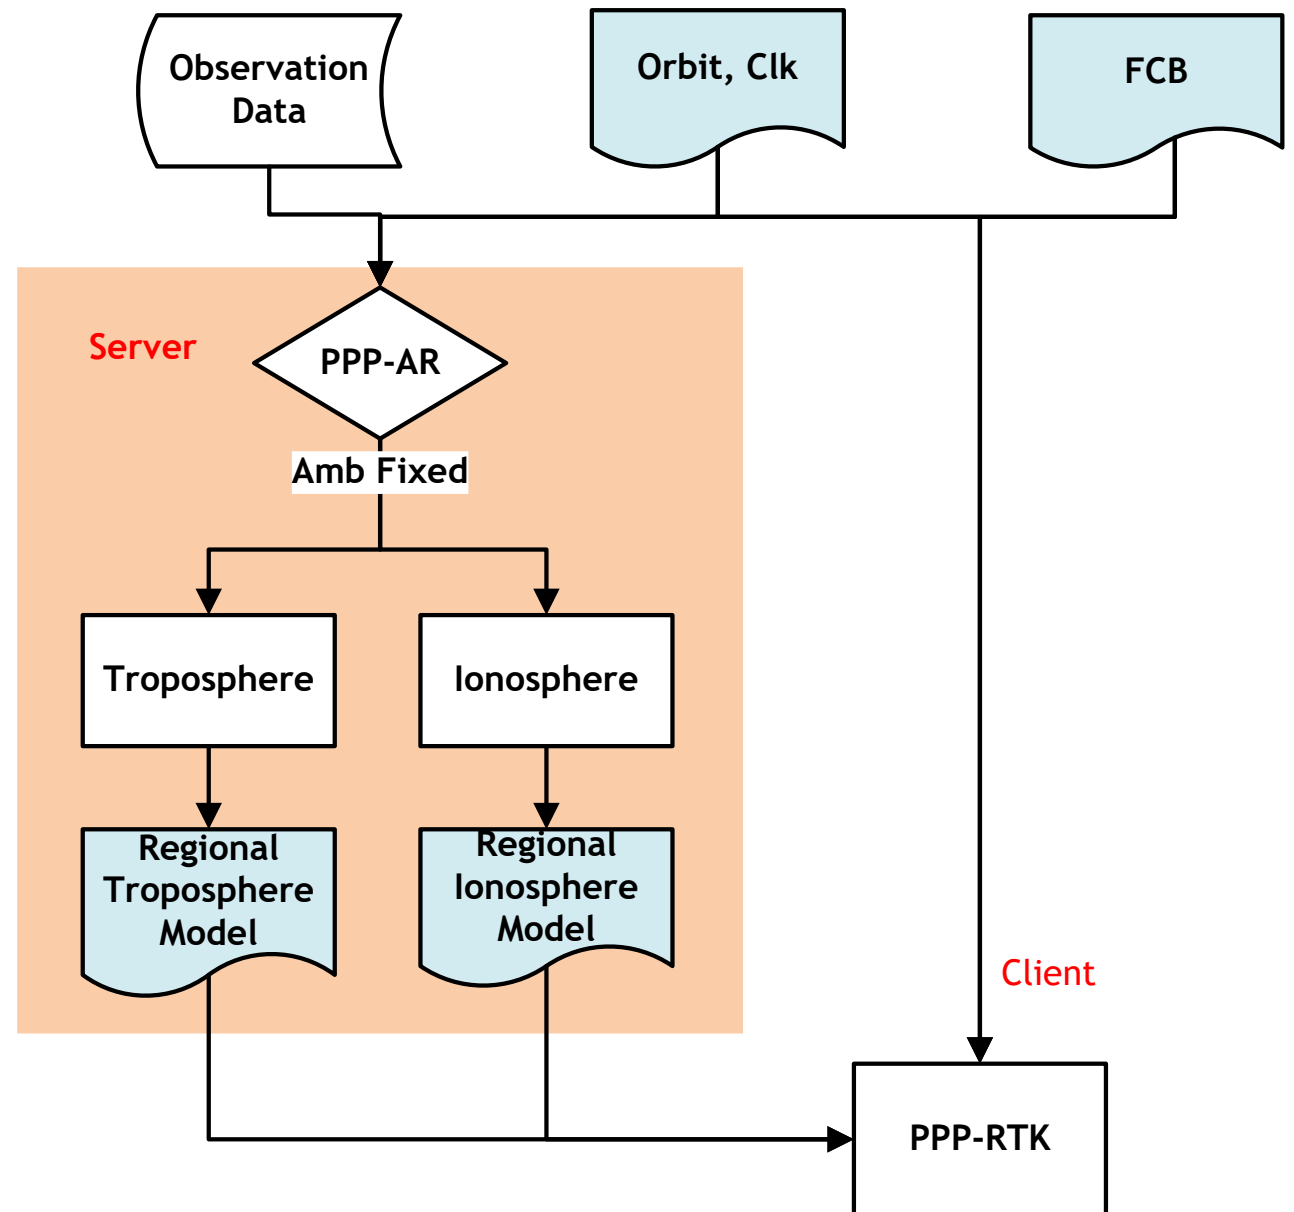 Observation
Data
Orbit, Clk
FCB
Server
PPP-AR
Amb Fixed
Troposphere
Ionosphere
Regional
Troposphere
Model
Regional
Ionosphere
Model
Client
PPP-RTK